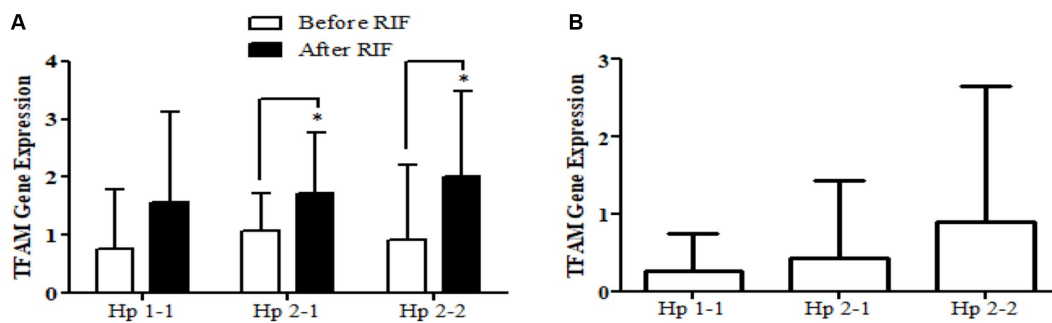 A
Before RIF
After RIF
TFAM Gene Expression
4
3
2
1
0
*
*
Hp 1-1
Hp 2-1
Hp 2-2
B
TFAM Gene Expression
3
2
1
0
Hp 1-1
Hp 2-1
Hp 2-2